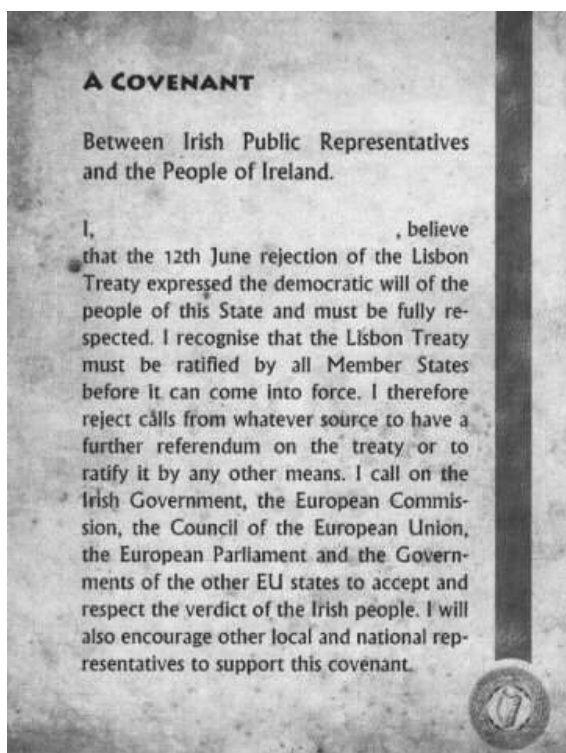 A COVENANT
Between Irish Public Representatives
and the People of Ireland.
I, , believe
that the 12th June rejection of the Lisbon
Treaty expressed the democratic will of the
people of this State and must be fully re-
spected. I recognise that the Lisbon Treaty
must be ratified by all Member States
before it can come into force. I therefore
reject calls from whatever source to have a
further referendum on the treaty or to
ratify it by any other means. I call on the
Irish Government, the European Commis-
sion, the Council of the European Union,
the European Parliament and the Govern-
ments of the other EU states to accept and
respect the verdict of the Irish people. I will
also encourage other local and national rep-
resentatives to support this covenant.